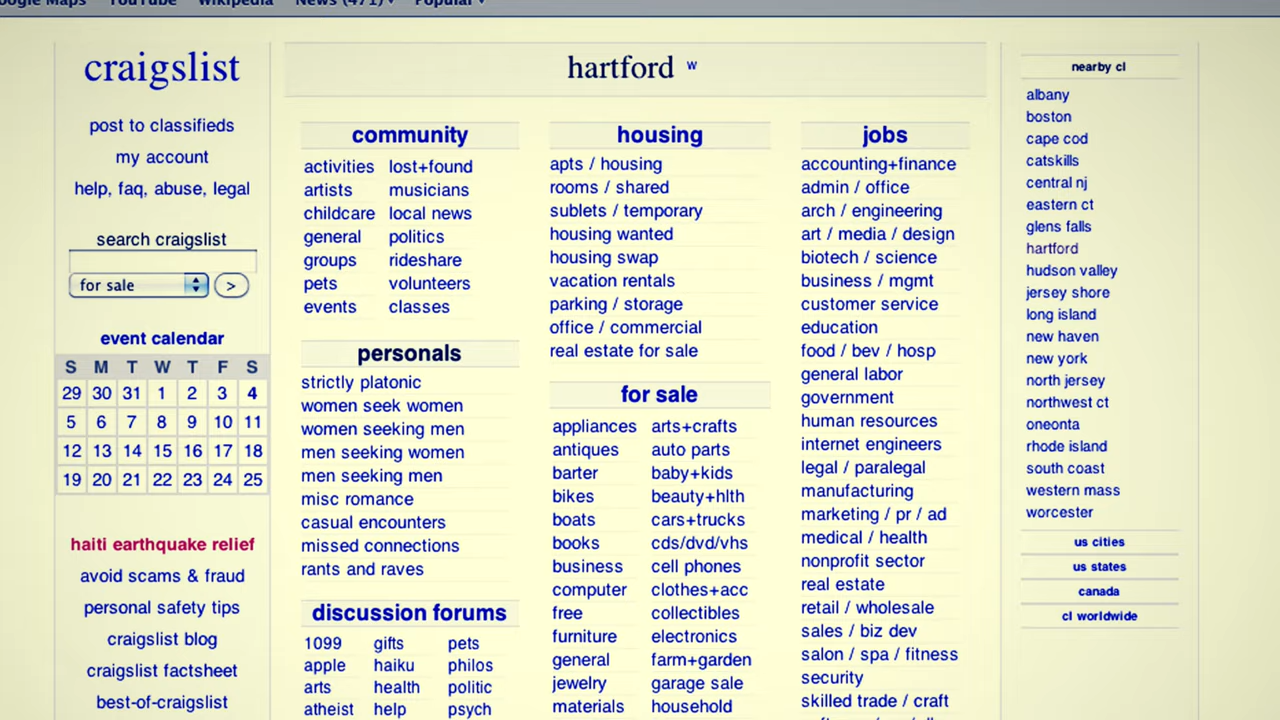 Google Maps YouTube Wikipedia News (471) Popular
craigslist
post to classifieds
my account
help, faq, abuse, legal
search craigslist
for sale >
event calendar
S M T W T F S
29 30 31 1 2 3 4
5 6 7 8 9 10 11
12 13 14 15 16 17 18
19 20 21 22 23 24 25
haiti earthquake relief
avoid scams & fraud
personal safety tips
craigslist blog
craigslist factsheet
best-of-craigslist
hartford w
community
activities lost+found
artists musicians
childcare local news
general politics
groups rideshare
pets volunteers
events classes
personals
strictly platonic
women seek women
women seeking men
men seeking women
men seeking men
misc romance
casual encounters
missed connections
rants and raves
discussion forums
1099 gifts pets
apple haiku philos
arts health politic
atheist help psych
housing
apts / housing
rooms / shared
sublets / temporary
housing wanted
housing swap
vacation rentals
parking / storage
office / commercial
real estate for sale
for sale
appliances arts+crafts
antiques auto parts
barter baby+kids
bikes beauty+hlth
boats cars+trucks
books cds/dvd/vhs
business cell phones
computer clothes+acc
free collectibles
furniture electronics
general farm+garden
jewelry garage sale
materials household
jobs
accounting+finance
admin / office
arch / engineering
art / media / design
biotech / science
business / mgmt
customer service
education
food / bev / hosp
general labor
government
human resources
internet engineers
legal / paralegal
manufacturing
marketing / pr / ad
medical / health
nonprofit sector
real estate
retail / wholesale
sales / biz dev
salon / spa / fitness
security
skilled trade / craft
nearby cl
albany
boston
cape cod
catskills
central nj
eastern ct
glens falls
hartford
hudson valley
jersey shore
long island
new haven
new york
north jersey
northwest ct
oneonta
rhode island
south coast
western mass
worcester
us cities
us states
canada
cl worldwide